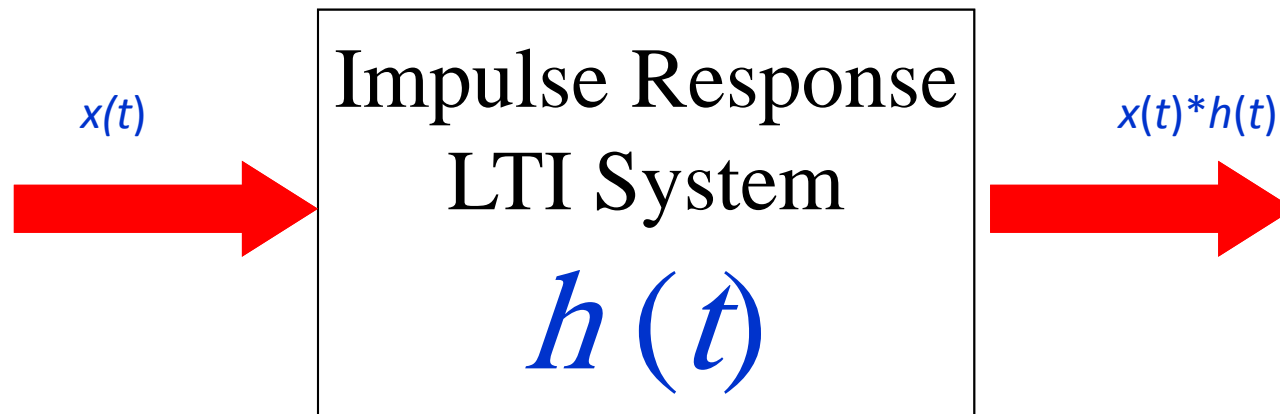 x(t)
Impulse Response
LTI System
h (t)
x(t)*h(t)